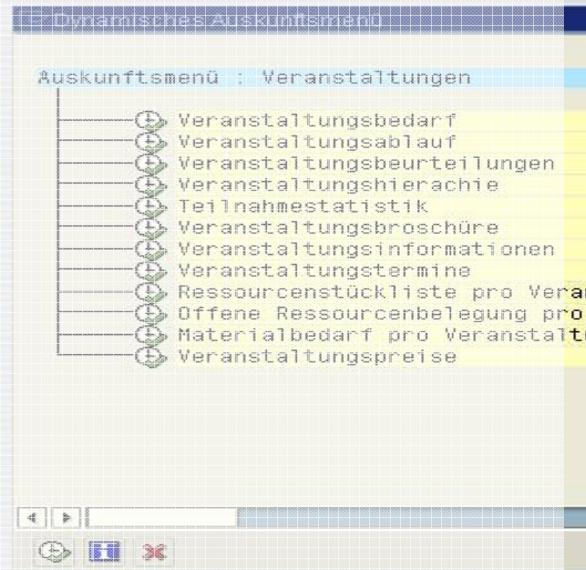 Dynamisches Auskunftsmenü
Auskunftsmenü : Veranstaltungen
Veranstaltungsbedarf
Veranstaltungsablauf
Veranstaltungsbeurteilungen
Veranstaltungshierachie
Teilnahmestatistik
Veranstaltungsbroschüre
Veranstaltungsinformationen
Veranstaltungstermine
Ressourcenstückliste pro Veran
Offene Ressourcenbelegung pro
Materialbedarf pro Veranstalt
Veranstaltungspreise